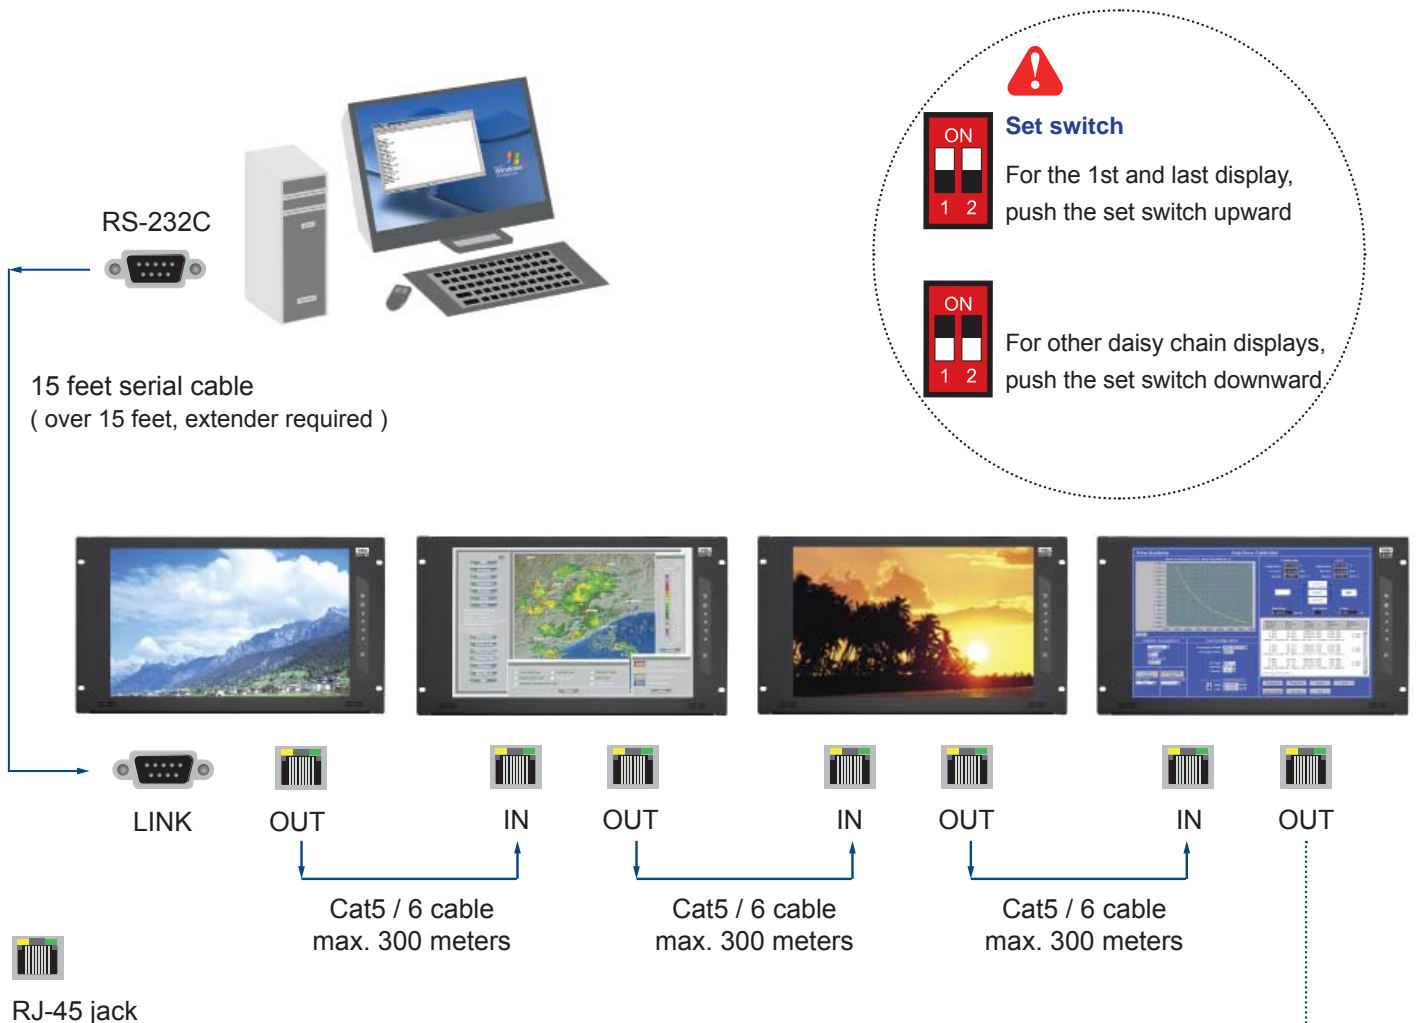 RS-232C
15 feet serial cable
( over 15 feet, extender required )
Windows
ON
1 2
Set switch
For the 1st and last display,
push the set switch upward
ON
1 2
For other daisy chain displays,
push the set switch downward.
LINK
OUT
IN
OUT
IN
OUT
IN
OUT
Cat5 / 6 cable
max. 300 meters
Cat5 / 6 cable
max. 300 meters
Cat5 / 6 cable
max. 300 meters
RJ-45 jack